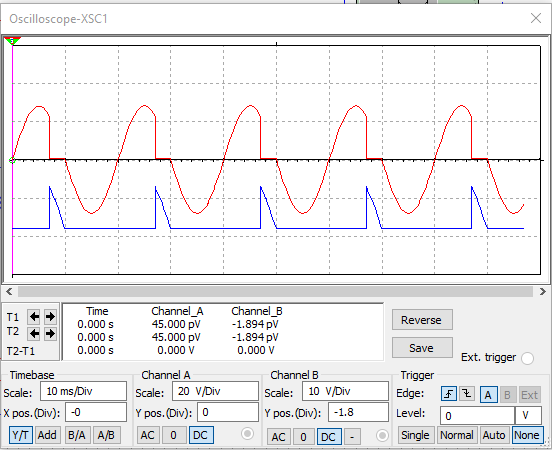 Oscilloscope-XSC1
T1
T2
T2-T1
Time Channel_A Channel_B
0.000 s 45.000 pV -1.894 pV
0.000 s 45.000 pV -1.894 pV
0.000 s 0.000 V 0.000 V
Reverse
Save
Ext. trigger
Timebase
Scale: 10 ms/Div
X pos.(Div): -0
Y/T Add B/A A/B
Channel A
Scale: 20 V/Div
Y pos.(Div): 0
AC 0 DC
Channel B
Scale: 10 V/Div
Y pos.(Div): -1.8
AC 0 DC -
Trigger
Edge: A B Ext
Level: 0 V
Single Normal Auto None